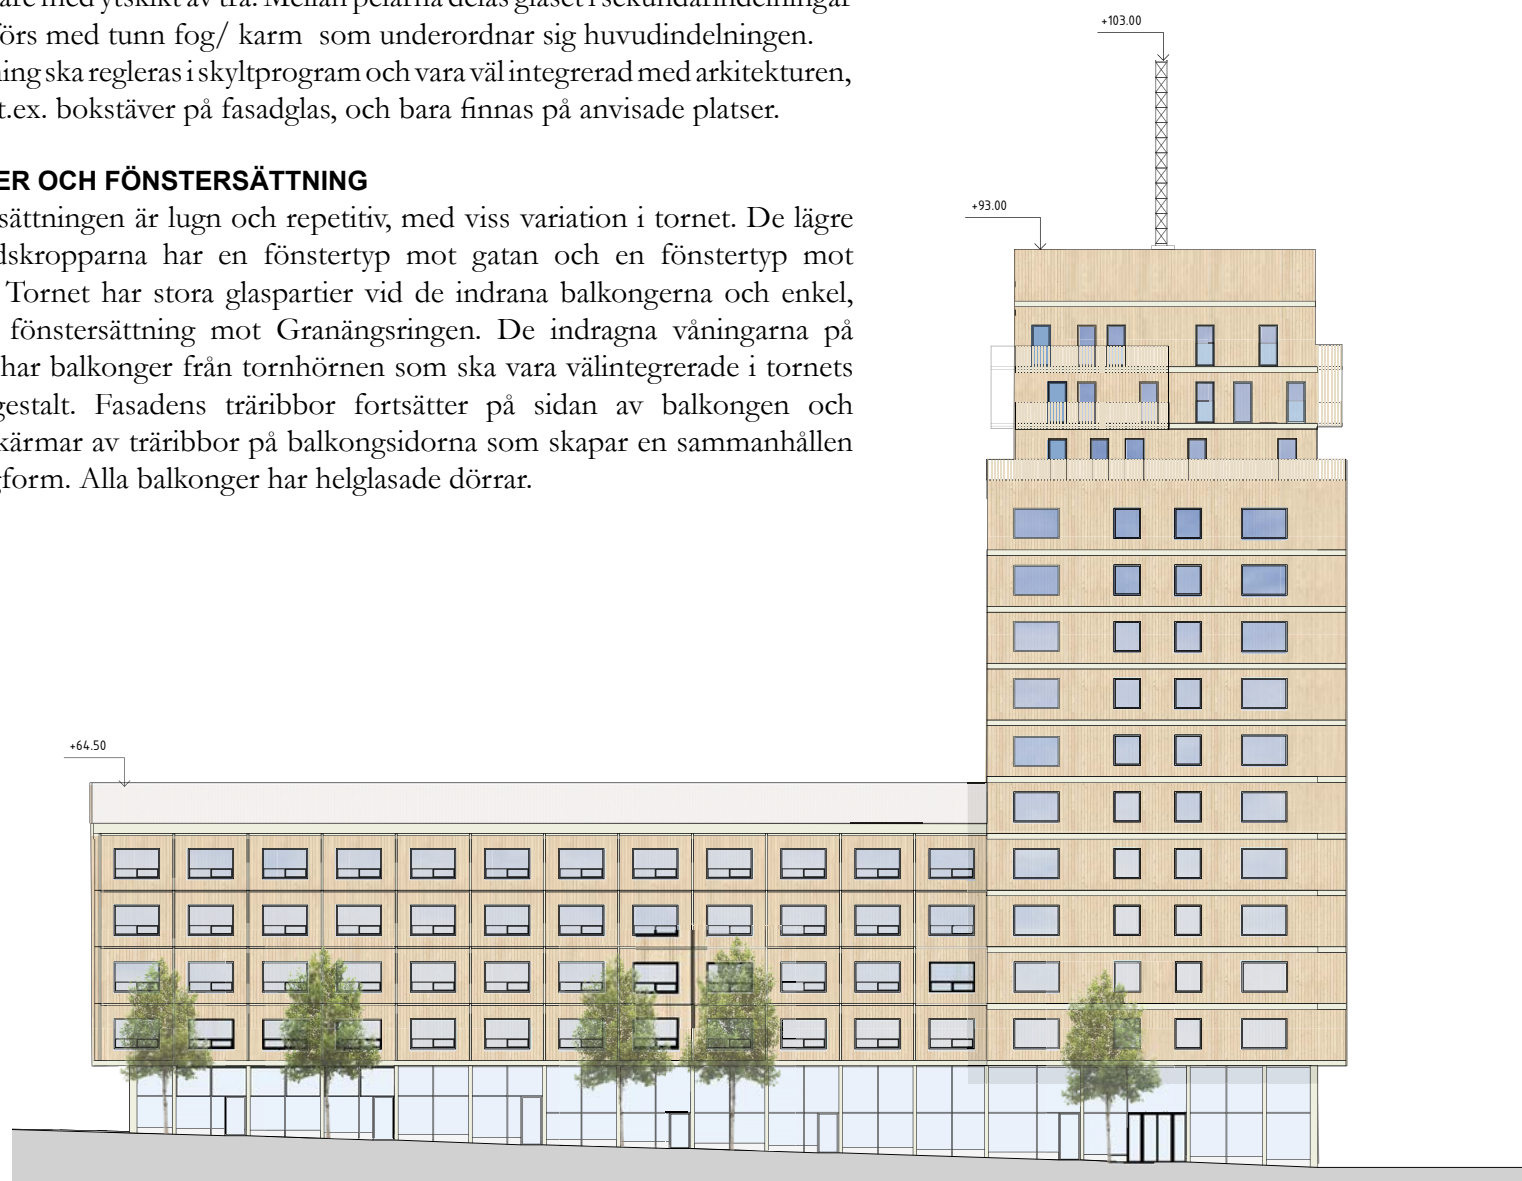 med ytskikt av trä. Mellan pelarna delas glaset i sekundärindelningar
förs med tunn fog/ karm som underordnar sig huvudindelningen.
ska regleras i skyltprogram och vara väl integrerad med arkitekturen,
t.ex. bokstäver på fasadglas, och bara finnas på anvisade platser.
ER OCH FÖNSTERSÄTTNING
sättningen är lugn och repetitiv, med viss variation i tornet. De lägre
dskropparna har en fönstertyp mot gatan och en fönstertyp mot
Tornet har stora glaspartier vid de indrana balkongerna och enkel,
fönstersättning mot Granängsringen. De indragna våningarna på
har balkonger från tornhörnen som ska vara välintegrerade i tornets
gestalt. Fasadens träribbor fortsätter på sidan av balkongen och
kärmar av träribbor på balkongsidorna som skapar en sammanhållen
gform. Alla balkonger har helglasade dörrar.
+103.00
+93.00
+64.50